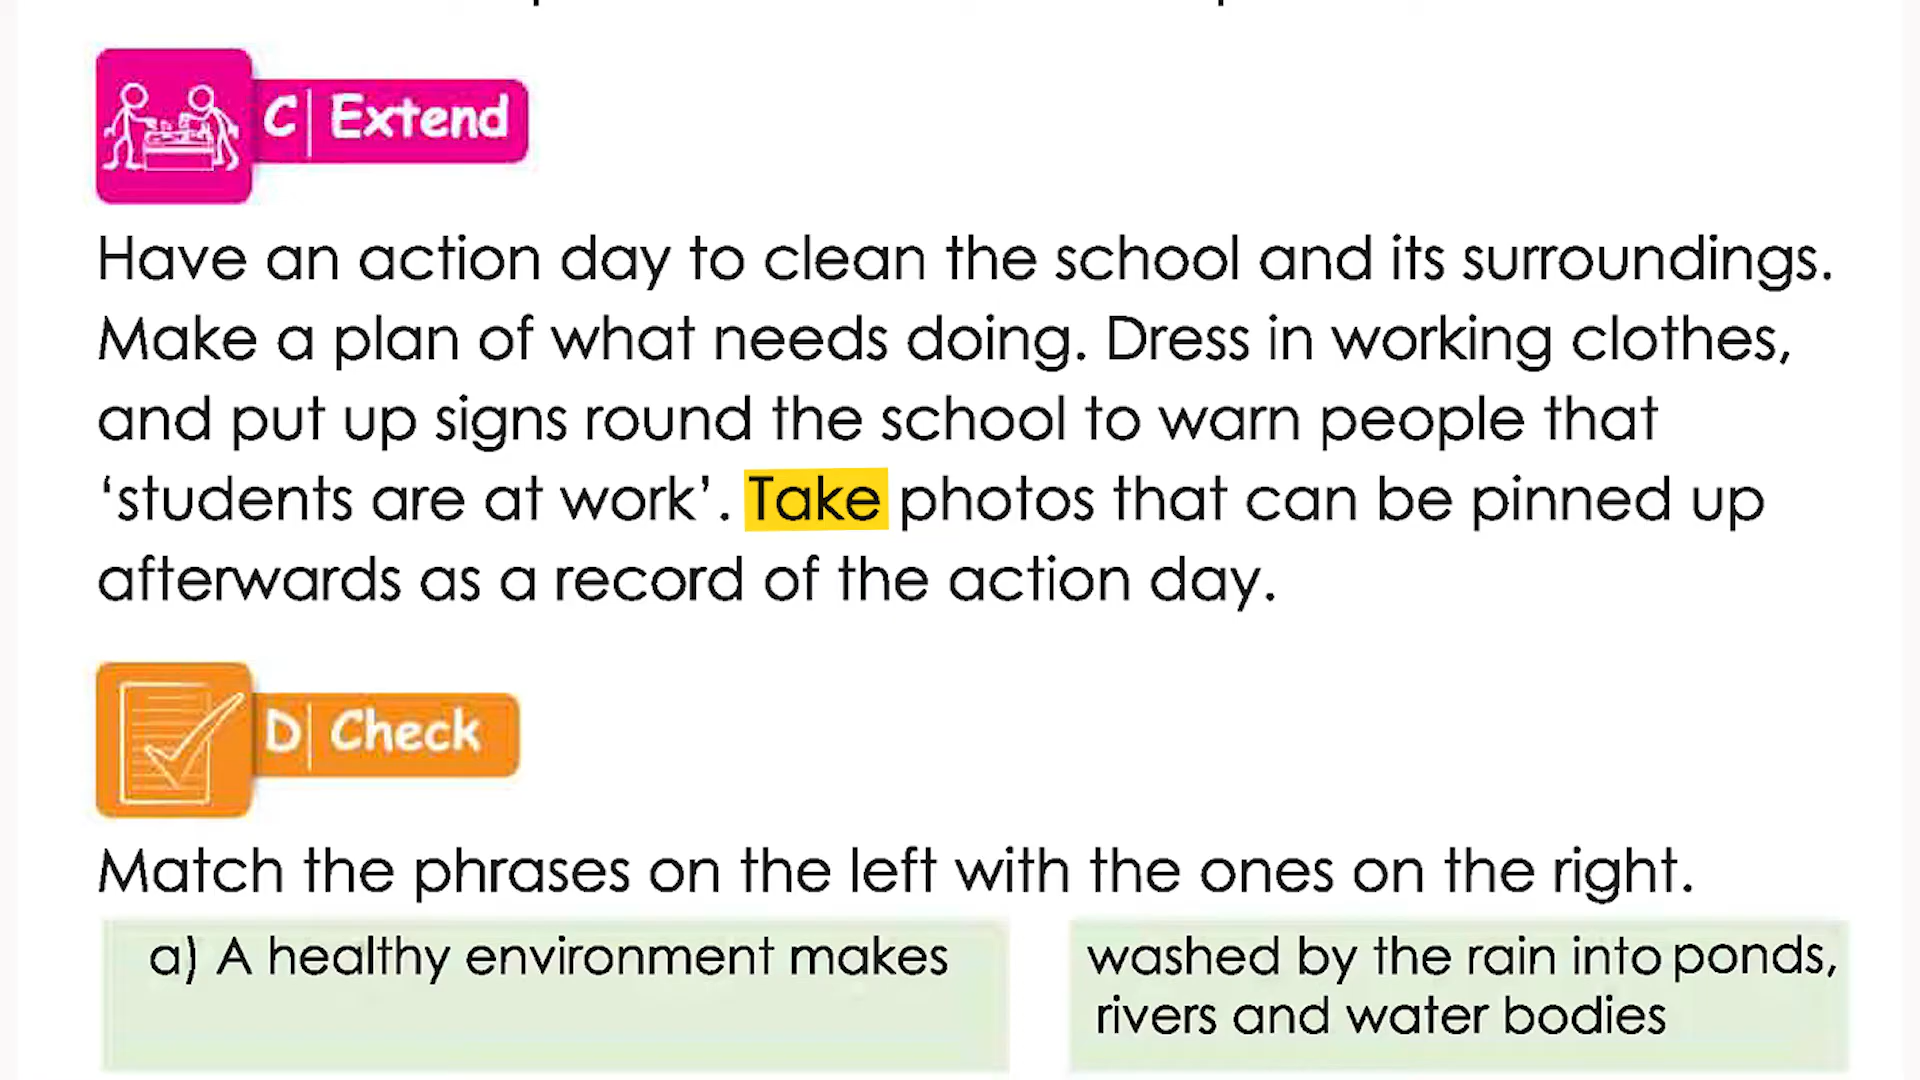 C Extend
Have an action day to clean the school and its surroundings.
Make a plan of what needs doing. Dress in working clothes,
and put up signs round the school to warn people that
‘students are at work’. Take photos that can be pinned up
afterwards as a record of the action day.
D Check
Match the phrases on the left with the ones on the right.
a) A healthy environment makes
washed by the rain into ponds,
rivers and water bodies